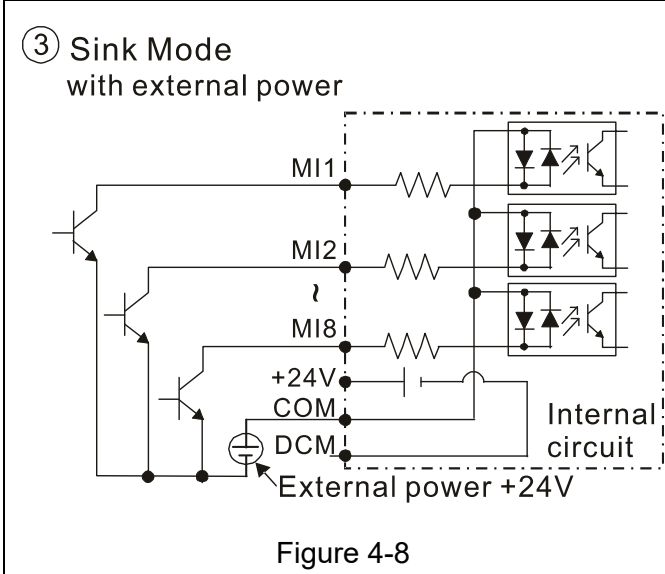 ③ Sink Mode
with external power
MI1
MI2
~
MI8
+24V
COM
DCM
Internal
circuit
External power +24V
Figure 4-8